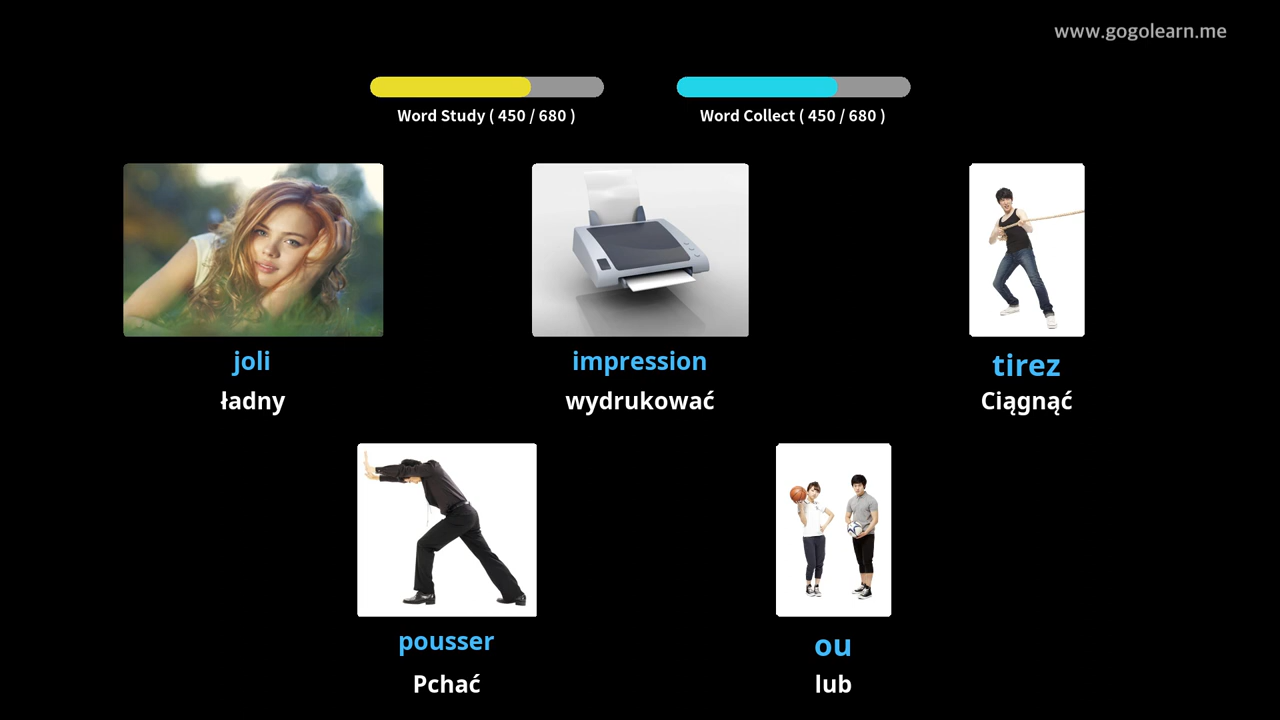 www.gogolearn.me
Word Study ( 450 / 680 )
Word Collect ( 450 / 680 )
joli
ładny
impression
wydrukować
tirez
Ciągnąć
pousser
Pchać
ou
lub